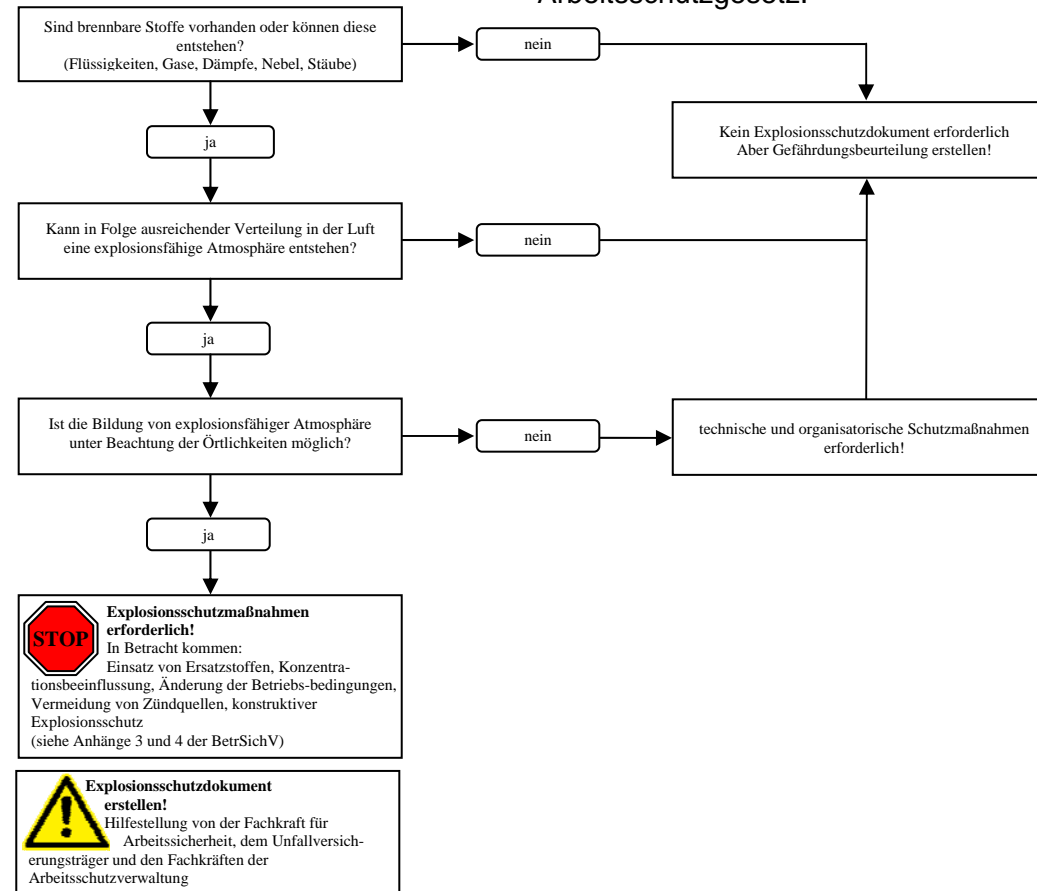 Arbeitsschutzgesetz.
Sind brennbare Stoffe vorhanden oder können diese
entstehen?
(Flüssigkeiten, Gase, Dämpfe, Nebel, Stäube)
nein
ja
Kein Explosionsschutzdokument erforderlich
Aber Gefährdungsbeurteilung erstellen!
Kann in Folge ausreichender Verteilung in der Luft
eine explosionsfähige Atmosphäre entstehen?
nein
ja
Ist die Bildung von explosionsfähiger Atmosphäre
unter Beachtung der Örtlichkeiten möglich?
nein
technische und organisatorische Schutzmaßnahmen
erforderlich!
ja
STOP
Explosionsschutzmaßnahmen
erforderlich!
In Betracht kommen:
Einsatz von Ersatzstoffen, Konzentra-
tionsbeeinflussung, Änderung der Betriebs-bedingungen,
Vermeidung von Zündquellen, konstruktiver
Explosionsschutz
(siehe Anhänge 3 und 4 der BetrSichV)
Explosionsschutzdokument
erstellen!
Hilfestellung von der Fachkraft für
Arbeitssicherheit, dem Unfallversich-
erungsträger und den Fachkräften der
Arbeitsschutzverwaltung